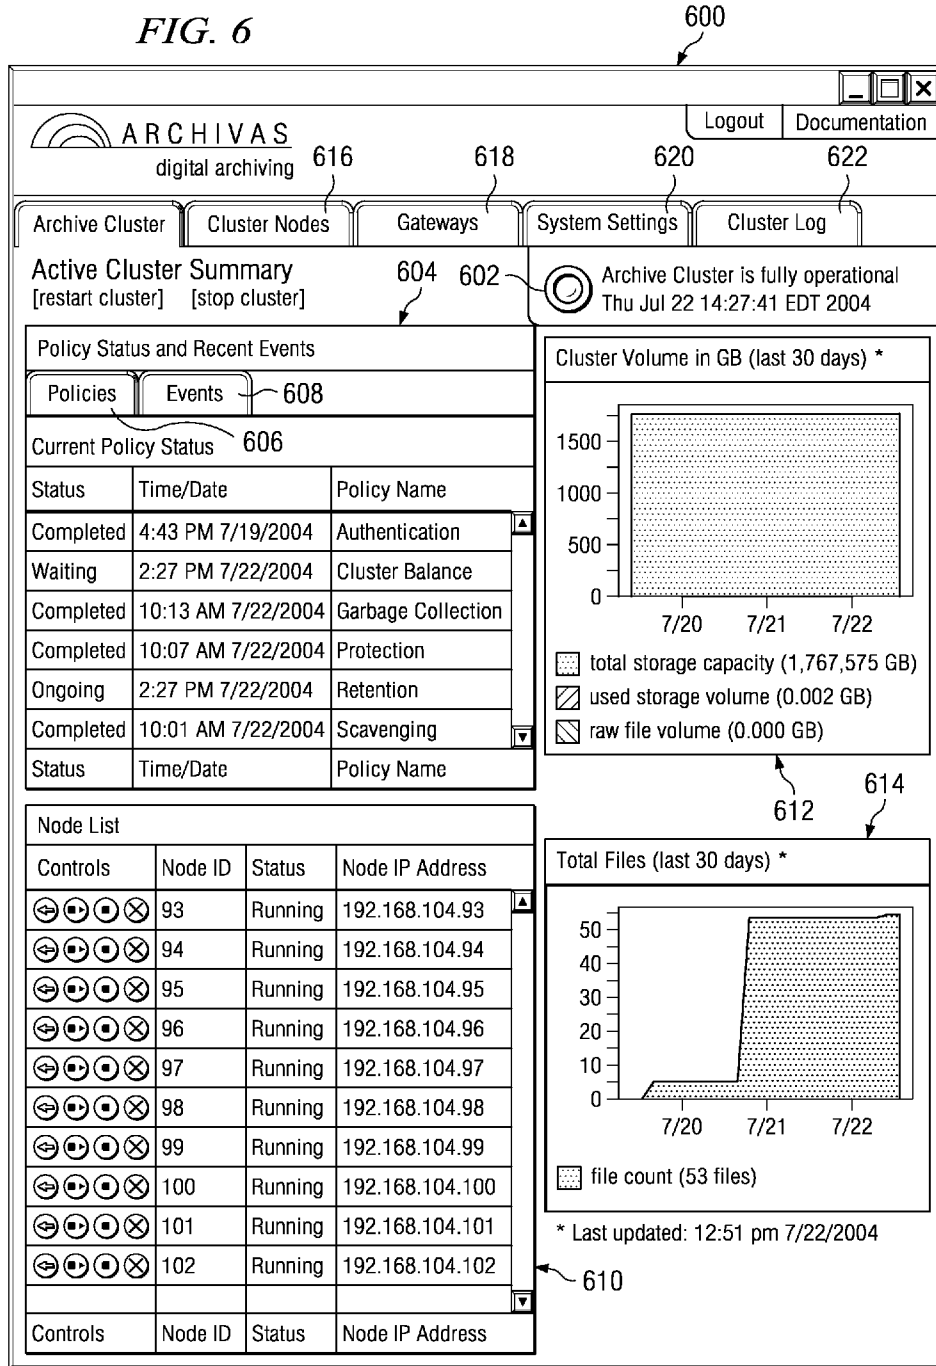 FIG. 6
600
Logout Documentation
ARCHIVAS
digital archiving
616 618 620 622
Archive Cluster Cluster Nodes Gateways System Settings Cluster Log
Active Cluster Summary
[restart cluster] [stop cluster]
604 602
Archive Cluster is fully operational
Thu Jul 22 14:27:41 EDT 2004
Policy Status and Recent Events
Policies Events 608
606
Current Policy Status
Status Time/Date Policy Name
Completed 4:43 PM 7/19/2004 Authentication
Waiting 2:27 PM 7/22/2004 Cluster Balance
Completed 10:13 AM 7/22/2004 Garbage Collection
Completed 10:07 AM 7/22/2004 Protection
Ongoing 2:27 PM 7/22/2004 Retention
Completed 10:01 AM 7/22/2004 Scavenging
Status Time/Date Policy Name
Cluster Volume in GB (last 30 days) *
1500
1000
500
0
7/20 7/21 7/22
total storage capacity (1,767,575 GB)
used storage volume (0.002 GB)
raw file volume (0.000 GB)
612
614
Node List
Controls Node ID Status Node IP Address
93 Running 192.168.104.93
94 Running 192.168.104.94
95 Running 192.168.104.95
96 Running 192.168.104.96
97 Running 192.168.104.97
98 Running 192.168.104.98
99 Running 192.168.104.99
100 Running 192.168.104.100
101 Running 192.168.104.101
102 Running 192.168.104.102
610
Controls Node ID Status Node IP Address
Total Files (last 30 days) *
50
40
30
20
10
0
7/20 7/21 7/22
file count (53 files)
* Last updated: 12:51 pm 7/22/2004